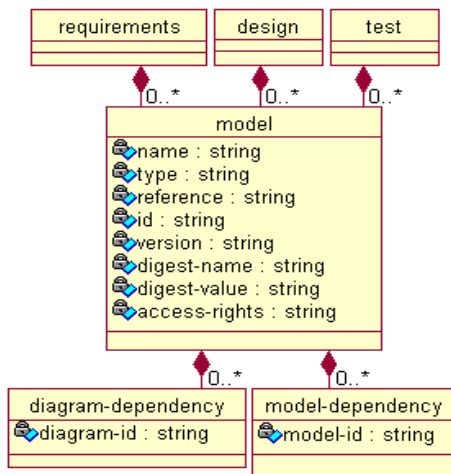 requirements
design
test
0..*
0..*
0..*
model
name : string
type : string
reference : string
id : string
version : string
digest-name : string
digest-value : string
access-rights : string
0..*
0..*
diagram-dependency
diagram-id : string
model-dependency
model-id : string